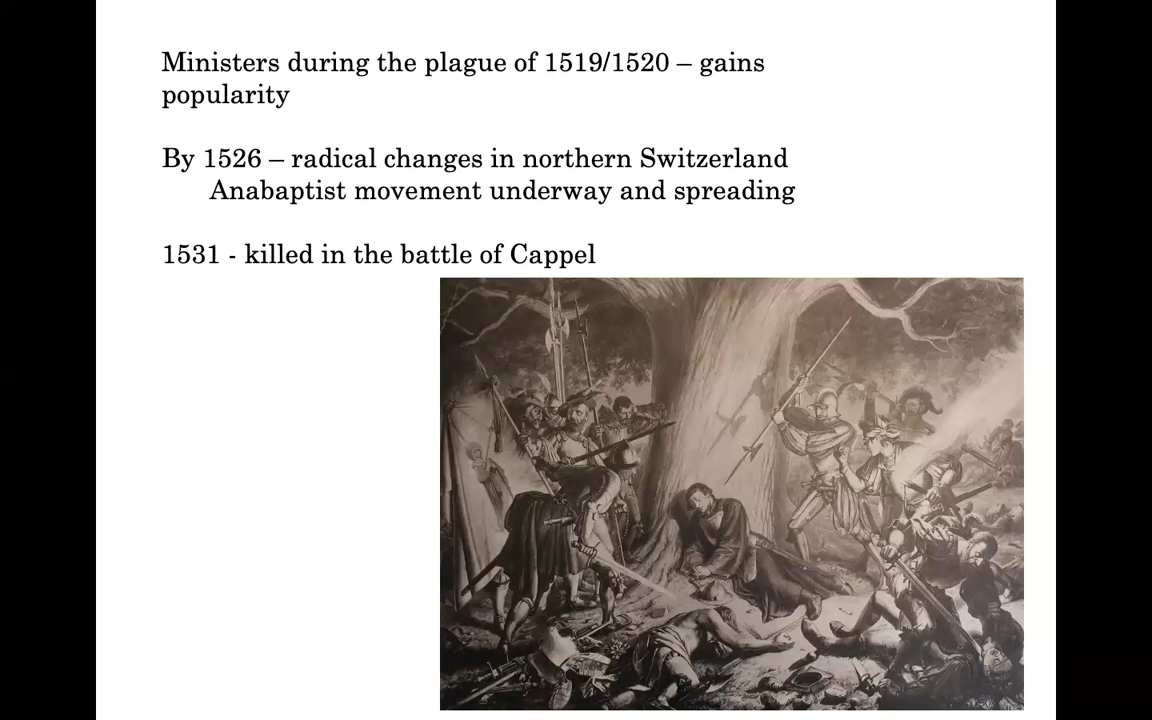 Ministers during the plague of 1519/1520 – gains
popularity
By 1526 – radical changes in northern Switzerland
Anabaptist movement underway and spreading
1531 - killed in the battle of Cappel